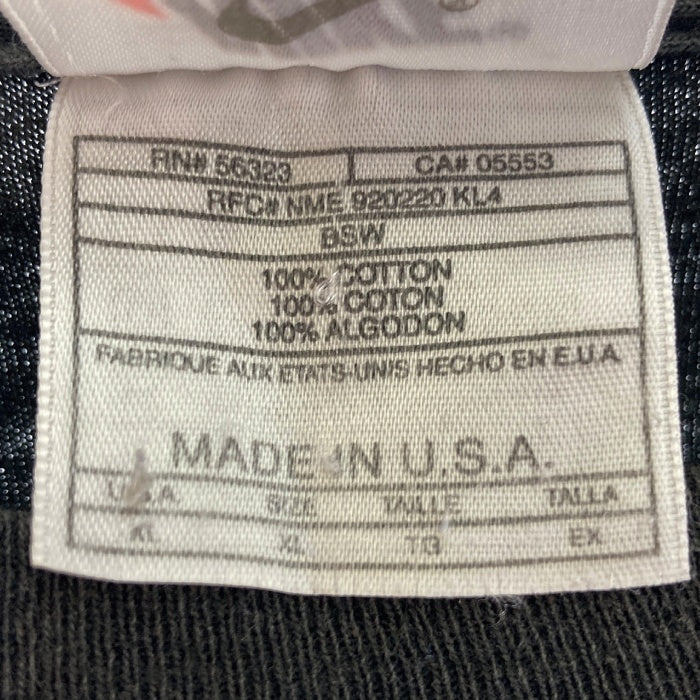 RN# 56323 CA# 05553
RFC# NME 920220 KL4
BSW
100% COTTON
100% COTON
100% ALGODON
FABRIQUE AUX ETATS-UNIS HECHO EN E.U.A.
MADE IN U.S.A.
U.S.A. SIZE TAILLE TALLA
XL XL TG EX